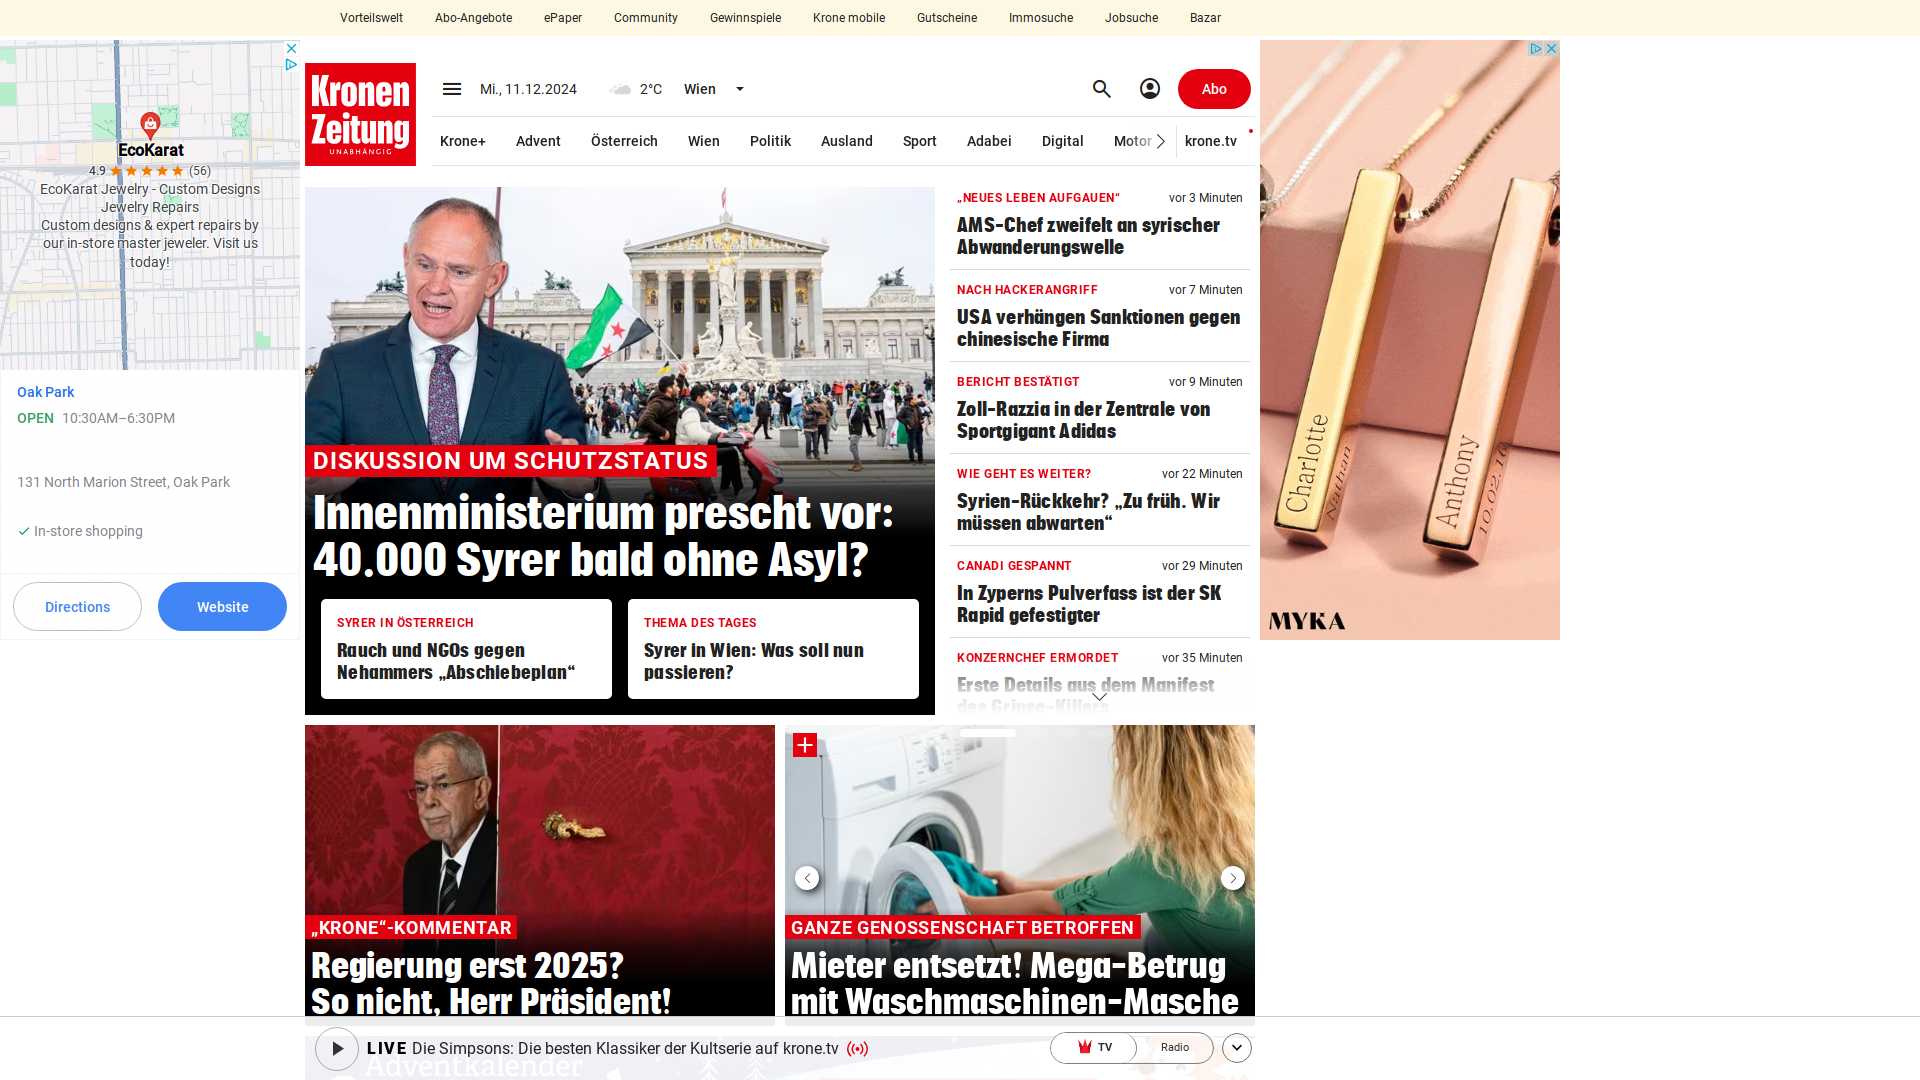 Vorteilswelt
Abo-Angebote
ePaper
Community
Gewinnspiele
Krone mobile
Gutscheine
Immosuche
Jobsuche
Bazar
Kronen
Zeitung
UNABHÄNGIG
Mi., 11.12.2024
2°C
Wien
Abo
Krone+
Advent
Österreich
Wien
Politik
Ausland
Sport
Adabei
Digital
Motor
krone.tv
EcoKarat
4.9 (56)
EcoKarat Jewelry - Custom Designs
Jewelry Repairs
Custom designs & expert repairs by
our in-store master jeweler. Visit us
today!
Oak Park
OPEN 10:30AM–6:30PM
131 North Marion Street, Oak Park
In-store shopping
Directions
Website
DISKUSSION UM SCHUTZSTATUS
Innenministerium prescht vor:
40.000 Syrer bald ohne Asyl?
SYRER IN ÖSTERREICH
Rauch und NGOs gegen
Nehammers „Abschiebeplan“
THEMA DES TAGES
Syrer in Wien: Was soll nun
passieren?
„NEUES LEBEN AUFGAUEN“
vor 3 Minuten
AMS-Chef zweifelt an syrischer
Abwanderungswelle
NACH HACKERANGRIFF
vor 7 Minuten
USA verhängen Sanktionen gegen
chinesische Firma
BERICHT BESTÄTIGT
vor 9 Minuten
Zoll-Razzia in der Zentrale von
Sportgigant Adidas
WIE GEHT ES WEITER?
vor 22 Minuten
Syrien-Rückkehr? „Zu früh. Wir
müssen abwarten“
CANADI GESPANNT
vor 29 Minuten
In Zyperns Pulverfass ist der SK
Rapid gefestigter
KONZERNCHEF ERMORDET
vor 35 Minuten
Erste Details aus dem Manifest
des Gringe-Killers
Charlotte
Nathan
Anthony
10.02.16
MYKA
„KRONE“-KOMMENTAR
Regierung erst 2025?
So nicht, Herr Präsident!
GANZE GENOSSENSCHAFT BETROFFEN
Mieter entsetzt! Mega-Betrug
mit Waschmaschinen-Masche
LIVE Die Simpsons: Die besten Klassiker der Kultserie auf krone.tv
TV
Radio
Adventkalender